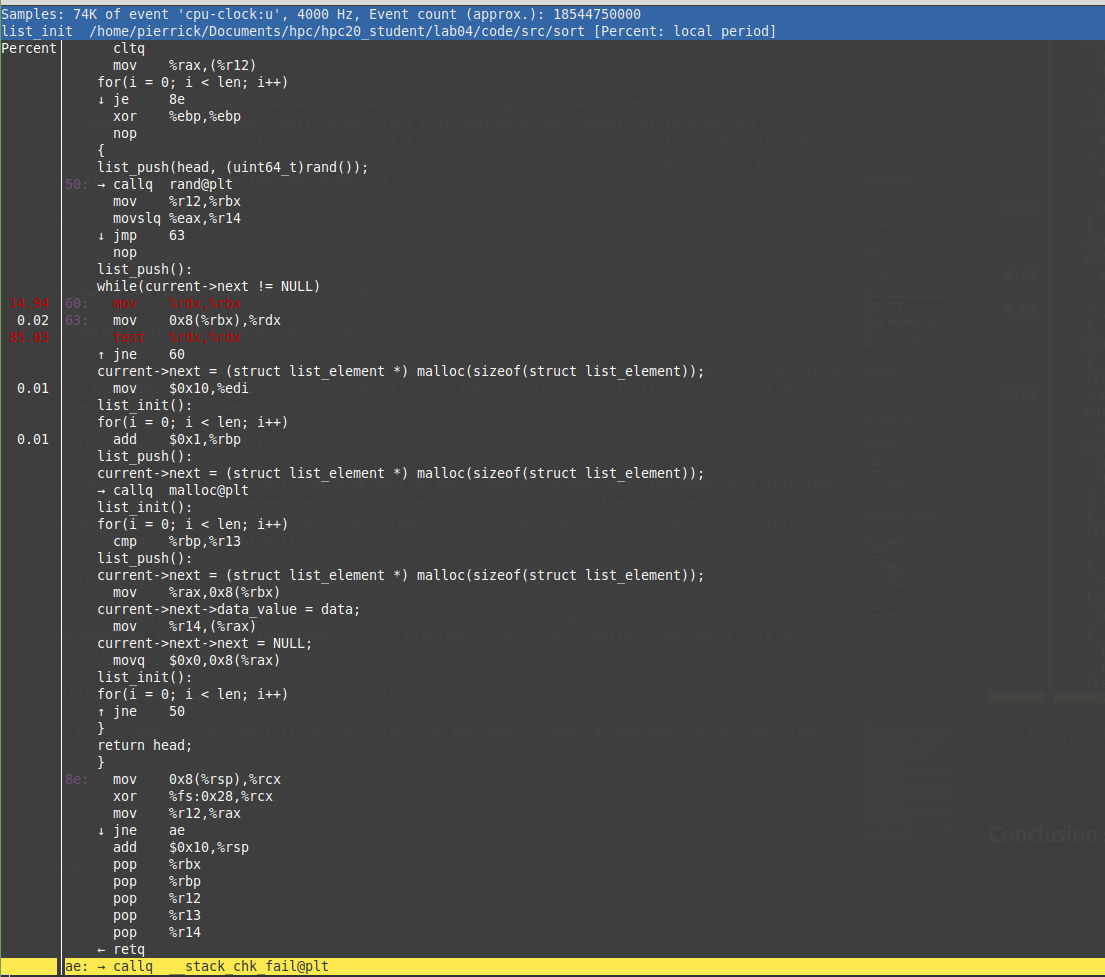 Samples: 74K of event 'cpu-clock:u', 4000 Hz, Event count (approx.): 18544750000
list_init  /home/pierrick/Documents/hpc/hpc20_student/lab04/code/src/sort [Percent: local period]
Percent cltq
mov %rax,(%r12)
for(i = 0; i < len; i++)
↓ je 8e
xor %ebp,%ebp
nop
{
list_push(head, (uint64_t)rand());
50: → callq rand@plt
mov %r12,%rbx
movslq %eax,%r14
↓ jmp 63
nop
list_push():
while(current->next != NULL)
14.94 60: mov %rdx,%rbx
0.02 63: mov 0x8(%rbx),%rdx
85.03 test %rdx,%rdx
↑ jne 60
current->next = (struct list_element *) malloc(sizeof(struct list_element));
0.01 mov $0x10,%edi
list_init():
for(i = 0; i < len; i++)
0.01 add $0x1,%rbp
list_push():
current->next = (struct list_element *) malloc(sizeof(struct list_element));
→ callq malloc@plt
list_init():
for(i = 0; i < len; i++)
cmp %rbp,%r13
list_push():
current->next = (struct list_element *) malloc(sizeof(struct list_element));
mov %rax,0x8(%rbx)
current->next->data_value = data;
mov %r14,(%rax)
current->next->next = NULL;
movq $0x0,0x8(%rax)
list_init():
for(i = 0; i < len; i++)
↑ jne 50
}
return head;
}
8e: mov 0x8(%rsp),%rcx
xor %fs:0x28,%rcx
mov %r12,%rax
↓ jne ae
add $0x10,%rsp
pop %rbx
pop %rbp
pop %r12
pop %r13
pop %r14
← retq
ae: → callq __stack_chk_fail@plt
Conclusion